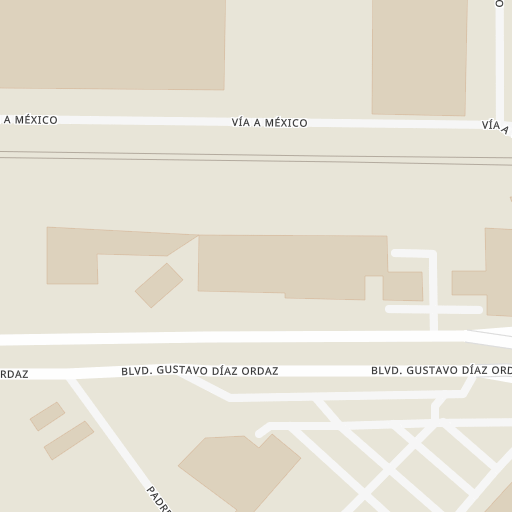 A MÉXICO
VÍA A MÉXICO
VÍA A
ORDAZ
BLVD. GUSTAVO DÍAZ ORDAZ
BLVD. GUSTAVO DÍAZ ORD
PADRE